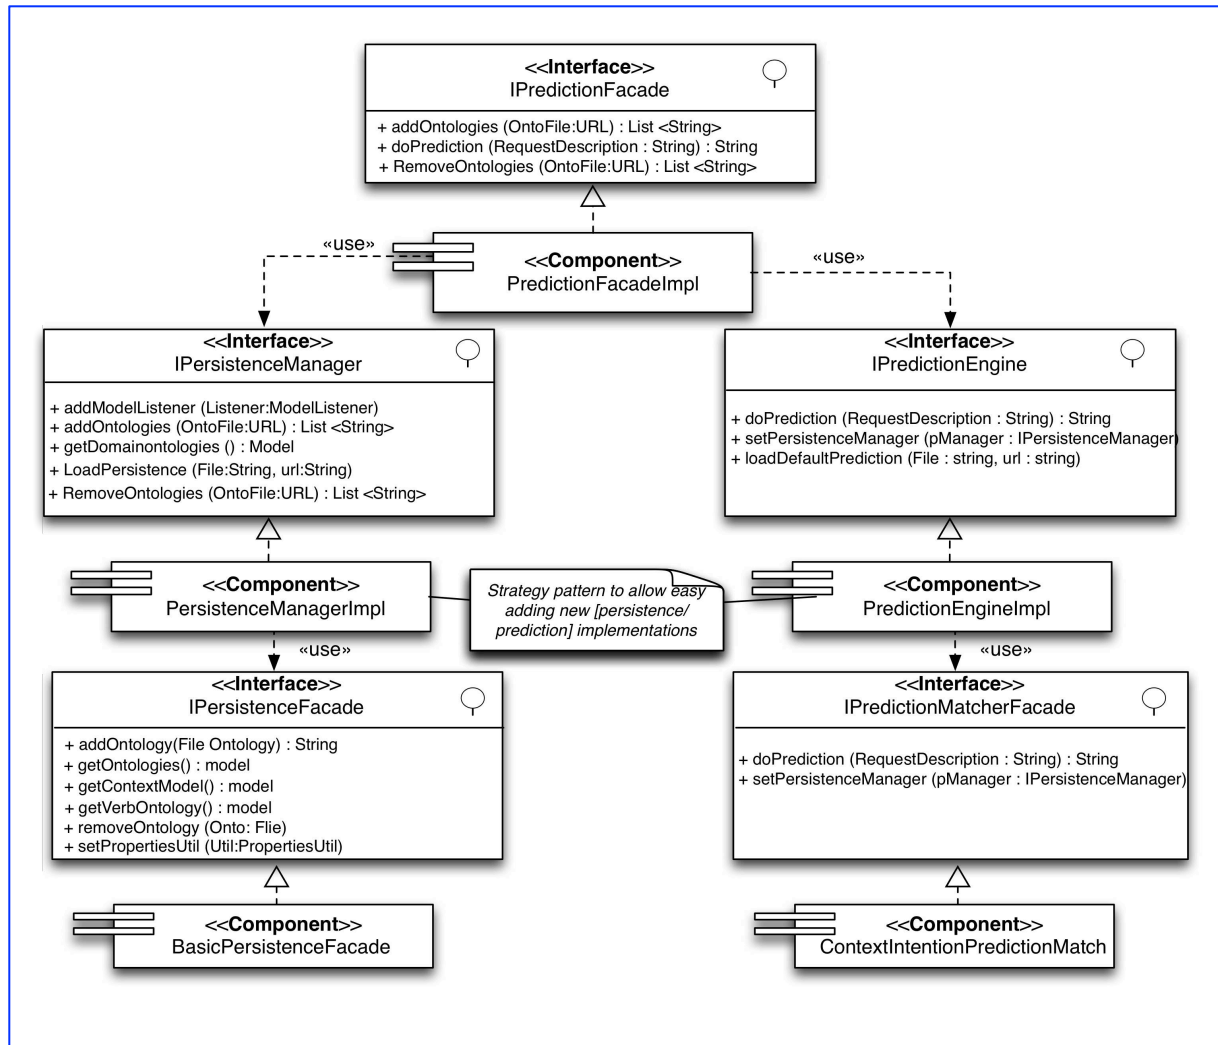 <<Interface>>
IPredictionFacade
+ addOntologies (OntoFile:URL) : List <String>
+ doPrediction (RequestDescription : String) : String
+ RemoveOntologies (OntoFile:URL) : List <String>
«use»
<<Component>>
PredictionFacadeImpl
«use»
<<Interface>>
IPersistenceManager
+ addModelListener (Listener:ModelListener)
+ addOntologies (OntoFile:URL) : List <String>
+ getDomainontologies () : Model
+ LoadPersistence (File:String, url:String)
+ RemoveOntologies (OntoFile:URL) : List <String>
<<Interface>>
IPredictionEngine
+ doPrediction (RequestDescription : String) : String
+ setPersistenceManager (pManager : IPersistenceManager)
+ loadDefaultPrediction (File : string, url : string)
<<Component>>
PersistenceManagerImpl
Strategy pattern to allow easy
adding new [persistence/
prediction] implementations
<<Component>>
PredictionEngineImpl
«use»
«use»
<<Interface>>
IPersistenceFacade
+ addOntology(File Ontology) : String
+ getOntologies() : model
+ getContextModel() : model
+ getVerbOntology() : model
+ removeOntology (Onto: Flie)
+ setPropertiesUtil (Util:PropertiesUtil)
<<Interface>>
IPredictionMatcherFacade
+ doPrediction (RequestDescription : String) : String
+ setPersistenceManager (pManager : IPersistenceManager)
<<Component>>
BasicPersistenceFacade
<<Component>>
ContextIntentionPredictionMatch